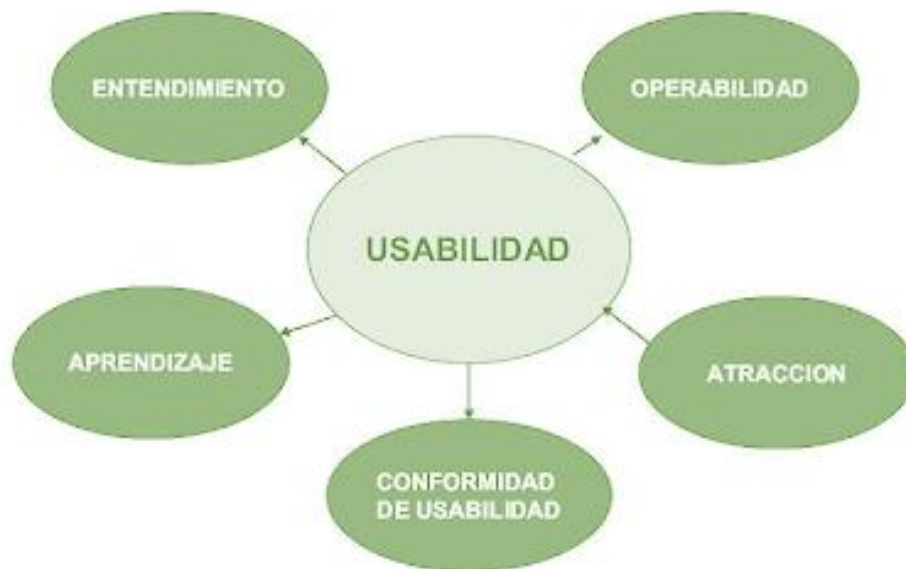 ENTENDIMIENTO
OPERABILIDAD
USABILIDAD
APRENDIZAJE
ATRACCION
CONFORMIDAD
DE USABILIDAD